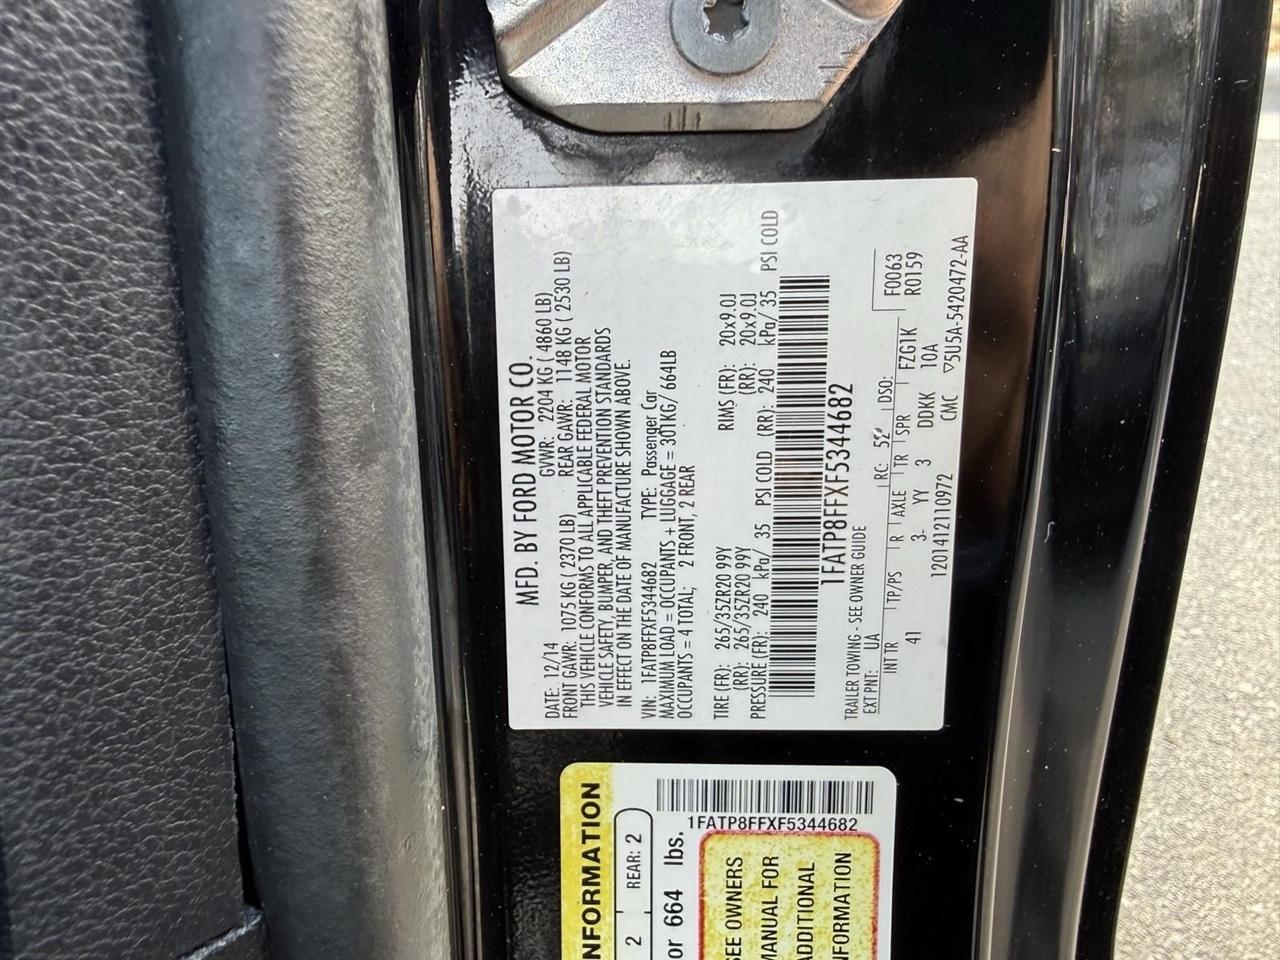 MFD. BY FORD MOTOR CO.
DATE: 12/14 GVWR: 2204 KG ( 4860 LB)
FRONT GAWR: 1075 KG ( 2370 LB) REAR GAWR: 1148 KG ( 2530 LB)
THIS VEHICLE CONFORMS TO ALL APPLICABLE FEDERAL MOTOR
VEHICLE SAFETY, BUMPER, AND THEFT PREVENTION STANDARDS
IN EFFECT ON THE DATE OF MANUFACTURE SHOWN ABOVE.
VIN: 1FATP8FFXF5344682 TYPE: Passenger Car
MAXIMUM LOAD = OCCUPANTS + LUGGAGE = 301KG/ 664LB
OCCUPANTS = 4 TOTAL; 2 FRONT, 2 REAR
TIRE (FR): 265/35ZR20 99Y RIMS (FR): 20x9.0J
(RR): 265/35ZR20 99Y (RR): 20x9.0J
PRESSURE (FR): 240 kPa/ 35 PSI COLD (RR): 240 kPa/ 35 PSI COLD
1FATP8FFXF5344682
TRAILER TOWING - SEE OWNER GUIDE
EXT PNT: UA RC: 52 DSO: F0063
INT TR TP/PS R AXLE TR SPR FZG1K R0159
41 3- YY 3 DDKK 10A
1201412110972 CMC ▽5U5A-5420472-AA
NFORMATION
2 REAR: 2
or 664 lbs.
1FATP8FFXF5344682
SEE OWNERS
MANUAL FOR
ADDITIONAL
NFORMATION